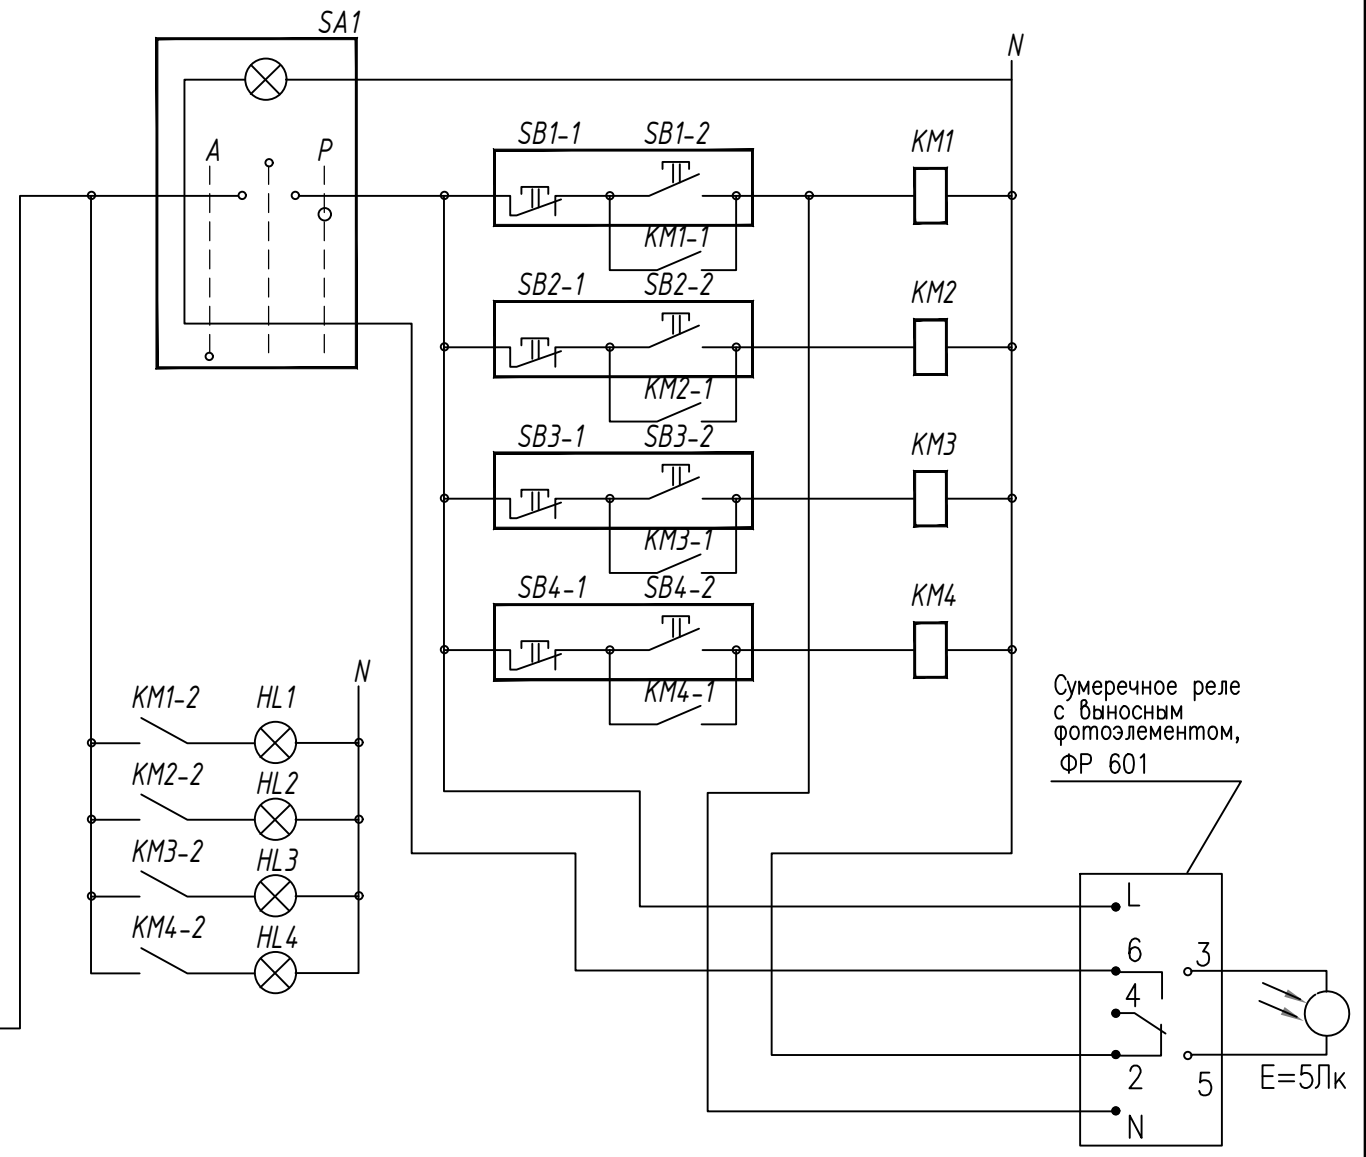 SA1
N
A
P
SB1-1
SB1-2
KM1
KM1-1
SB2-1
SB2-2
KM2
KM2-1
SB3-1
SB3-2
KM3
KM3-1
SB4-1
SB4-2
KM4
KM4-1
N
KM1-2
HL1
KM2-2
HL2
KM3-2
HL3
KM4-2
HL4
Сумеречное реле
с выносным
фотоэлементом,
ФР 601
L
6
3
4
2
5
N
E=5Лк